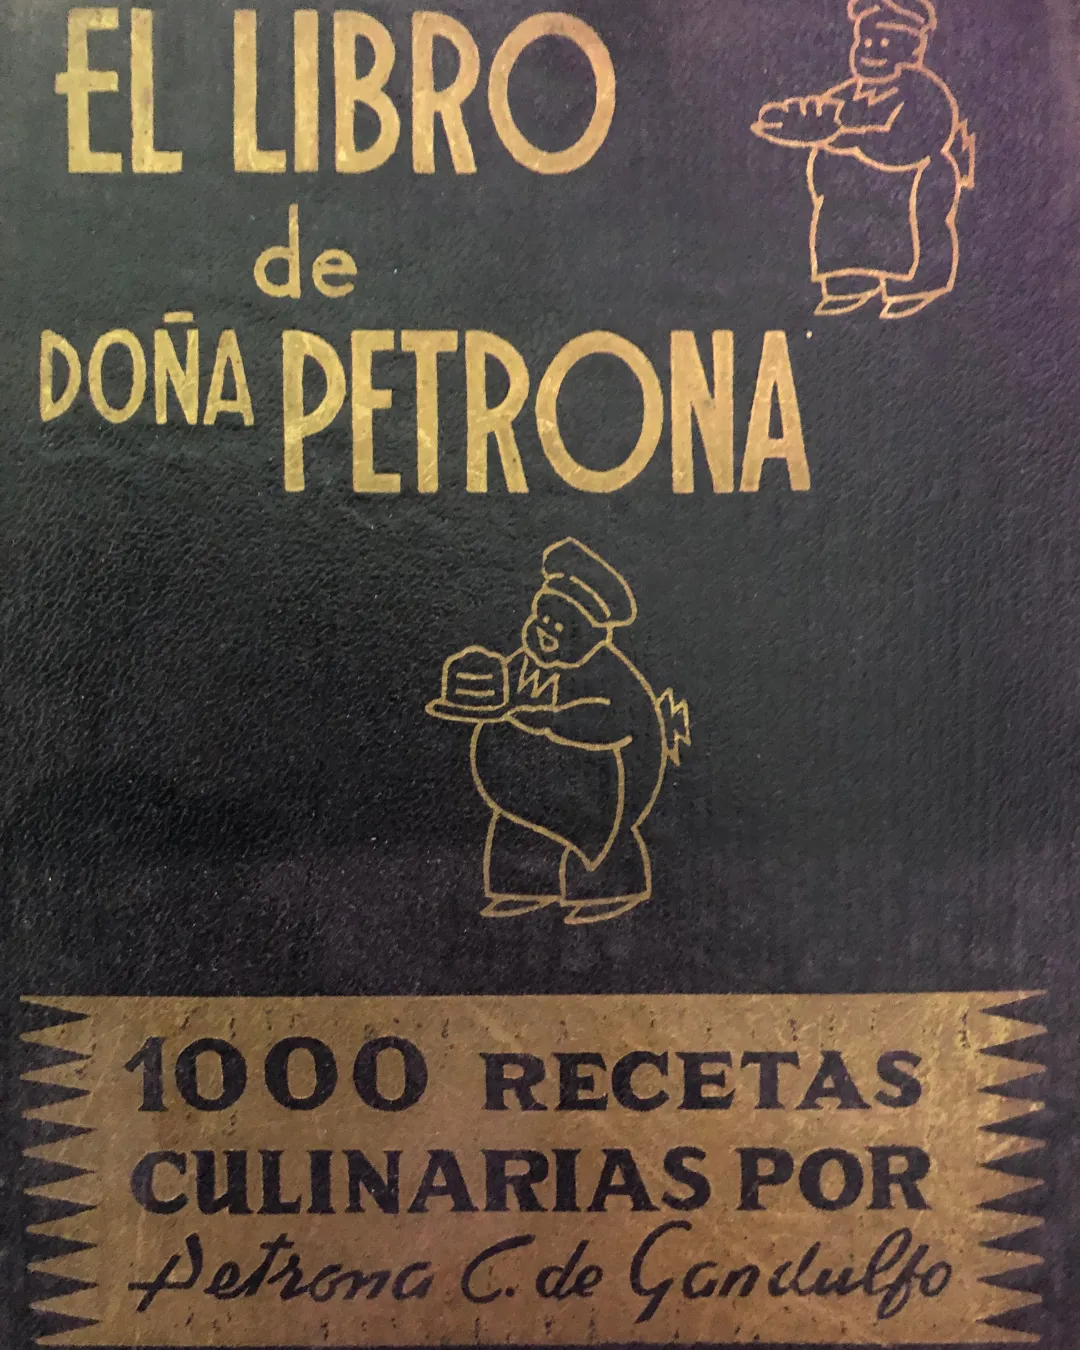 EL LIBRO
de
DOÑA PETRONA
1000 RECETAS
CULINARIAS POR
Petrona C. de Gandulfo